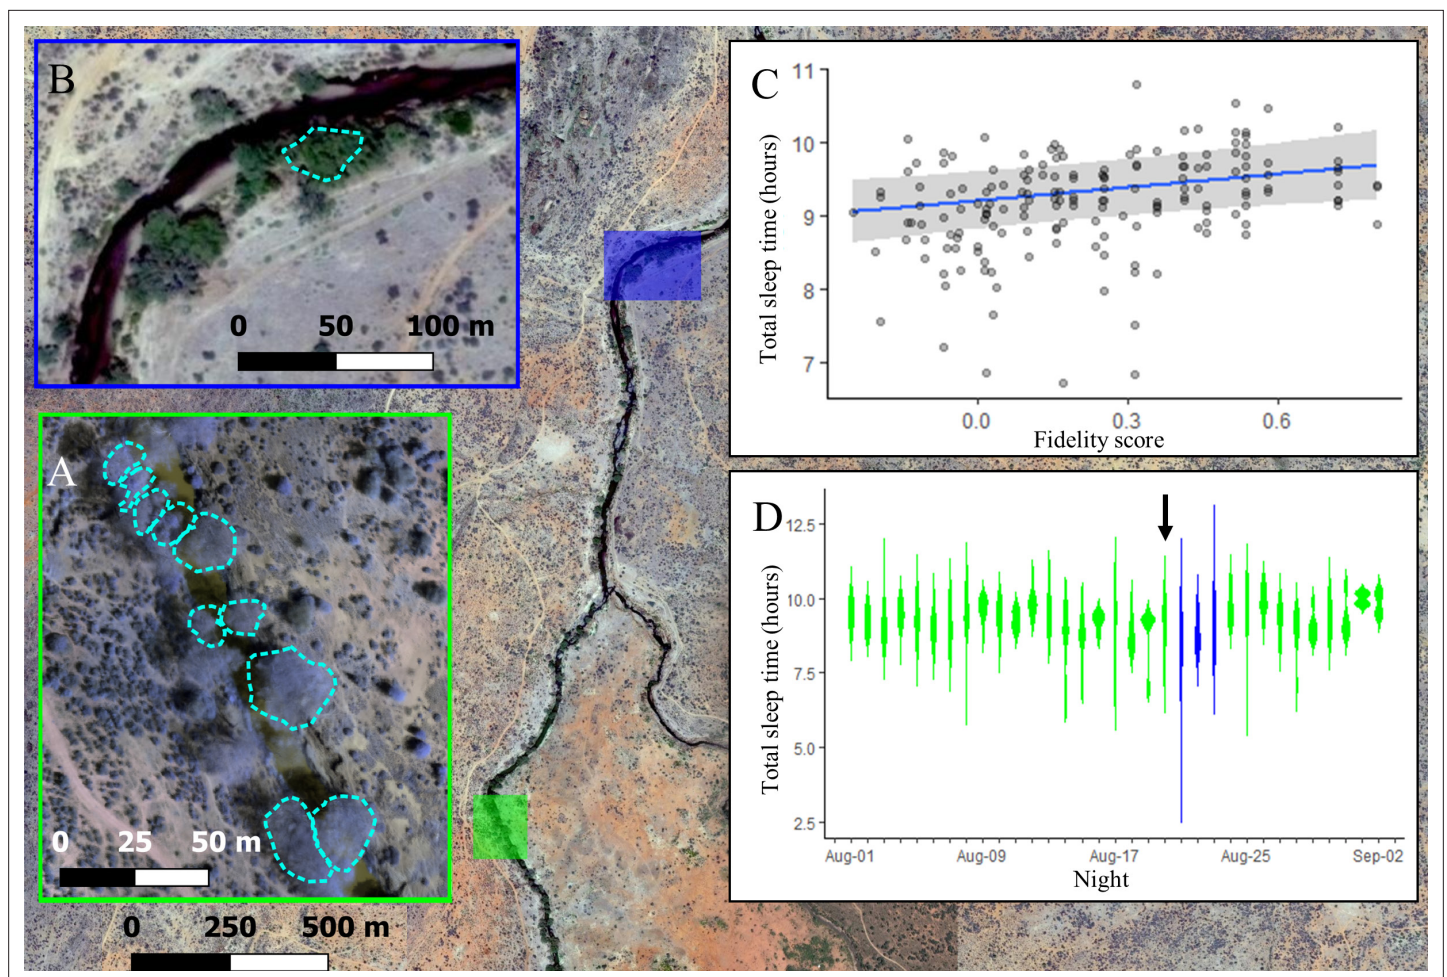 B
0 50 100 m
A
0 25 50 m
0 250 500 m
C
Total sleep time (hours)
11
10
9
8
7
0.0 0.3 0.6
Fidelity score
D
Total sleep time (hours)
12.5
10.0
7.5
5.0
2.5
Aug-01 Aug-09 Aug-17 Aug-25 Sep-02
Night